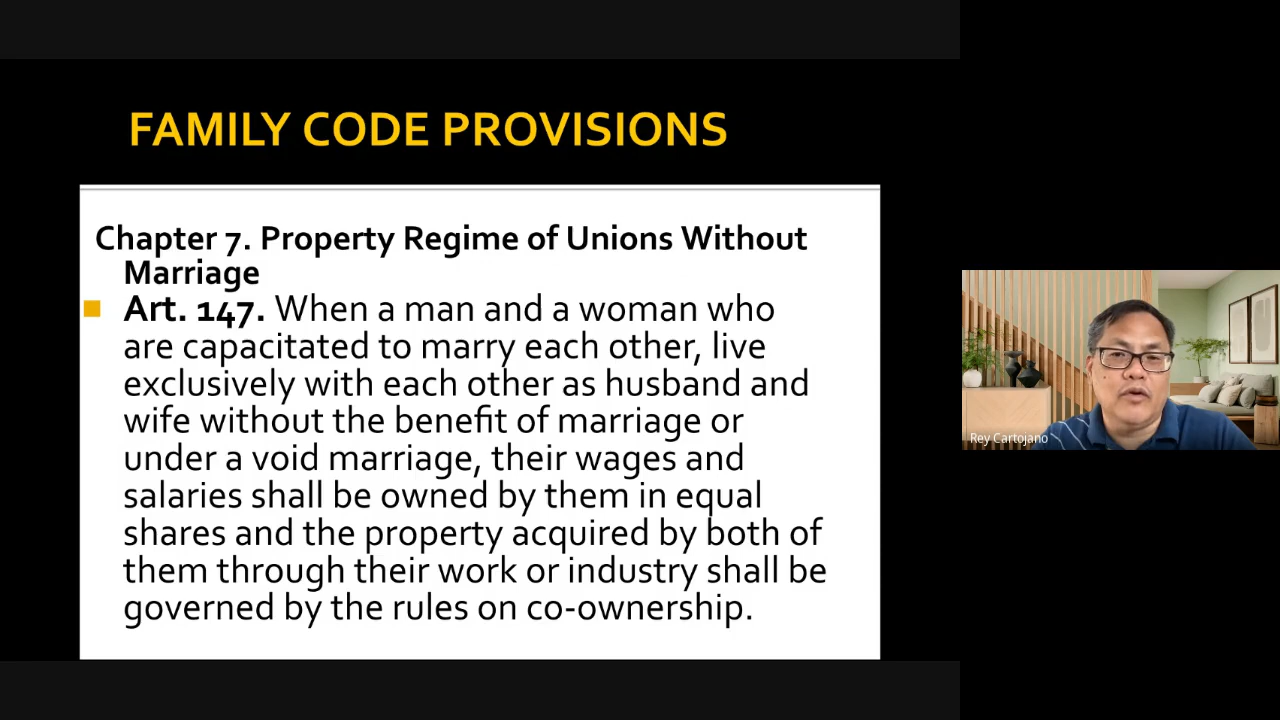 FAMILY CODE PROVISIONS
Chapter 7. Property Regime of Unions Without
Marriage
Art. 147. When a man and a woman who
are capacitated to marry each other, live
exclusively with each other as husband and
wife without the benefit of marriage or
under a void marriage, their wages and
salaries shall be owned by them in equal
shares and the property acquired by both of
them through their work or industry shall be
governed by the rules on co-ownership.
Rey Cartojano